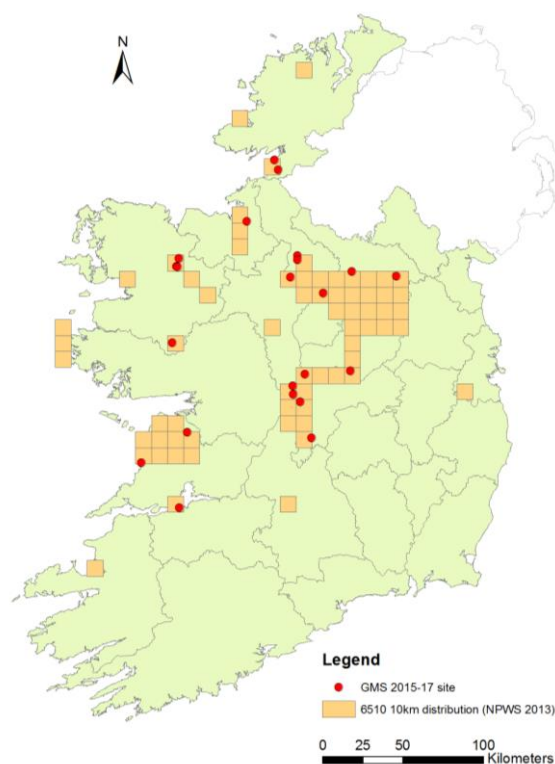 N
Legend
GMS 2015-17 site
6510 10km distribution (NPWS 2013)
0 25 50 100
Kilometers